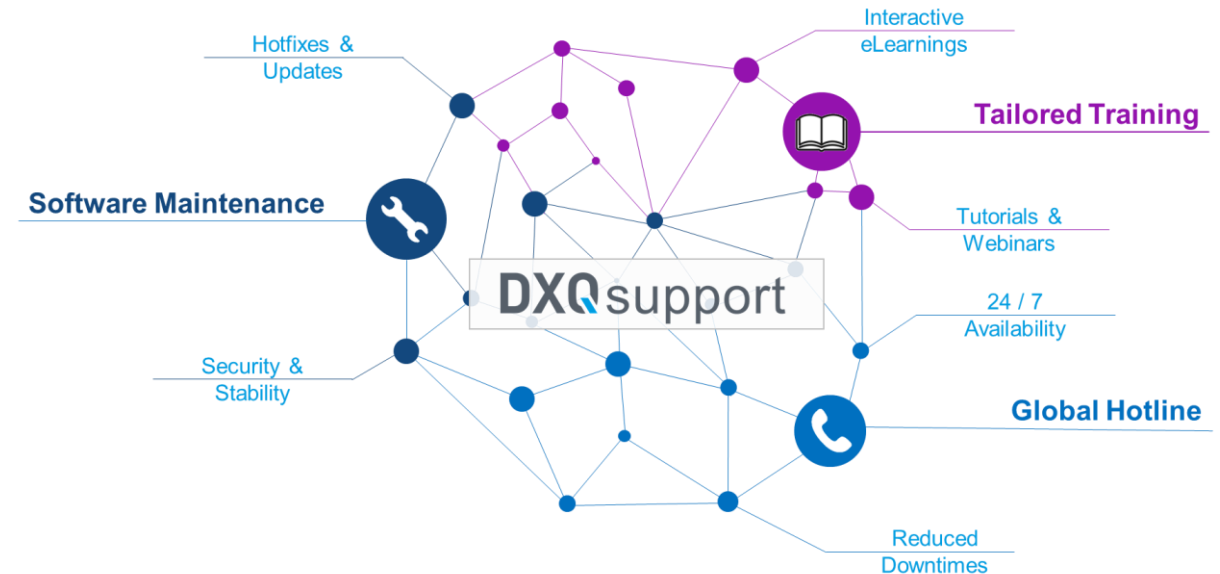 Interactive
eLearnings
Hotfixes &
Updates
Tailored Training
Software Maintenance
Tutorials &
Webinars
DXQsupport
24 / 7
Availability
Security &
Stability
Global Hotline
Reduced
Downtimes